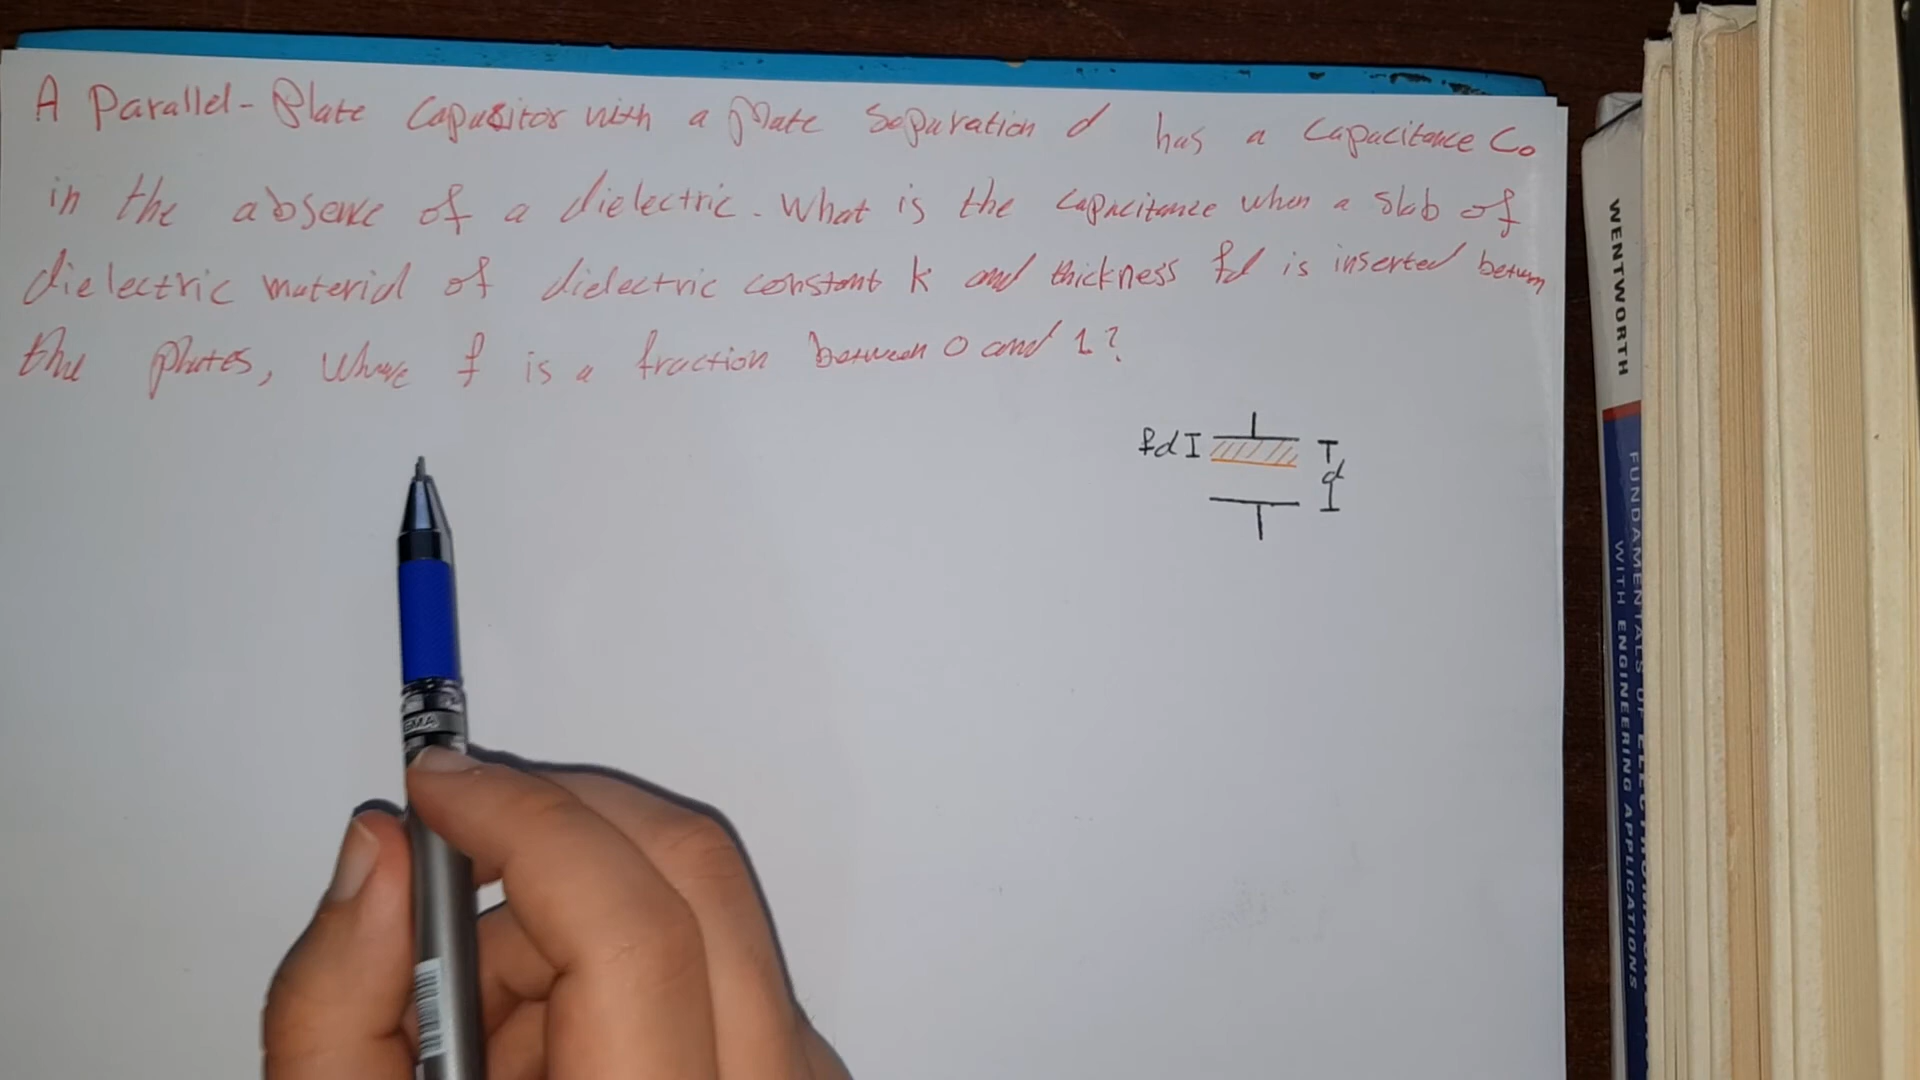 A Parallel-Plate Capacitor with a Plate Separation d has a Capacitance C₀
in the absence of a dielectric. What is the capacitance when a slab of
dielectric material of dielectric constant k and thickness fd is inserted between
the plates, where f is a fraction between 0 and 1?
fd
d
WENTWORTH
FUNDAMENTALS OF
WITH ENGINEERING APPLICATIONS